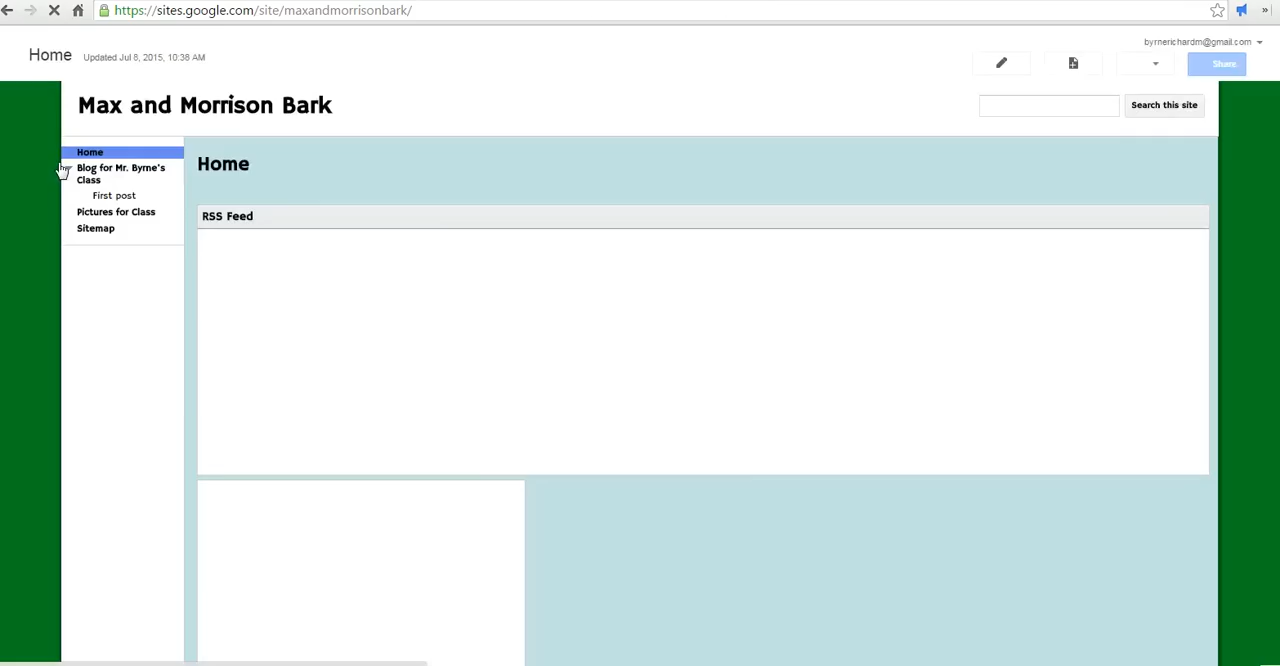 https://sites.google.com/site/maxandmorrisonbark/
»
Home Updated Jul 8, 2015, 10:38 AM
byrnerichardm@gmail.com
Share
Max and Morrison Bark
Search this site
Home
Blog for Mr. Byrne's
Class
First post
Pictures for Class
Sitemap
Home
RSS Feed